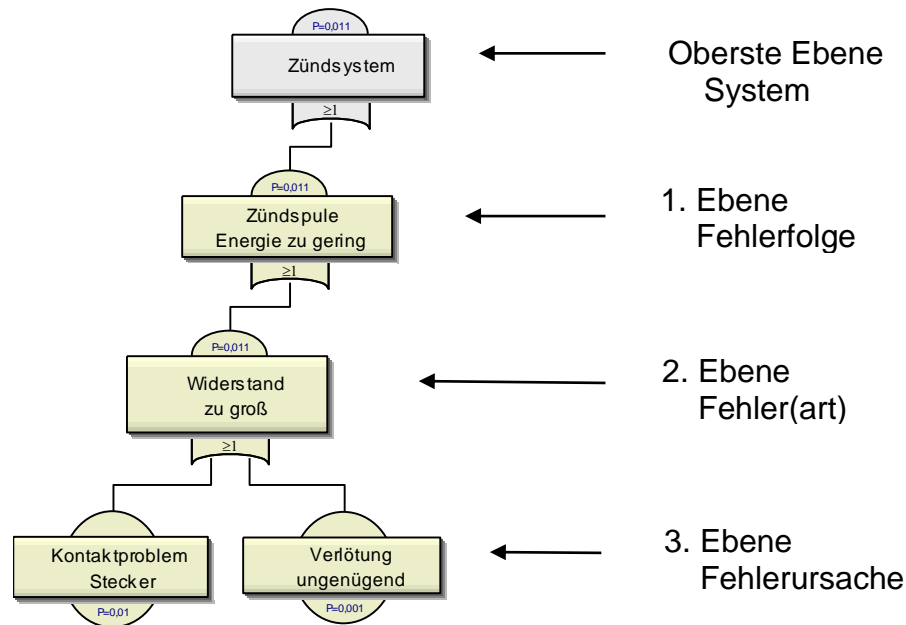 P=0,011
Zündsystem
≥1
Oberste Ebene
System
P=0,011
Zündspule
Energie zu gering
≥1
1. Ebene
Fehlerfolge
P=0,011
Widerstand
zu groß
≥1
2. Ebene
Fehler(art)
Kontaktproblem
Stecker
P=0,01
Verlötung
ungenügend
P=0,001
3. Ebene
Fehlerursache